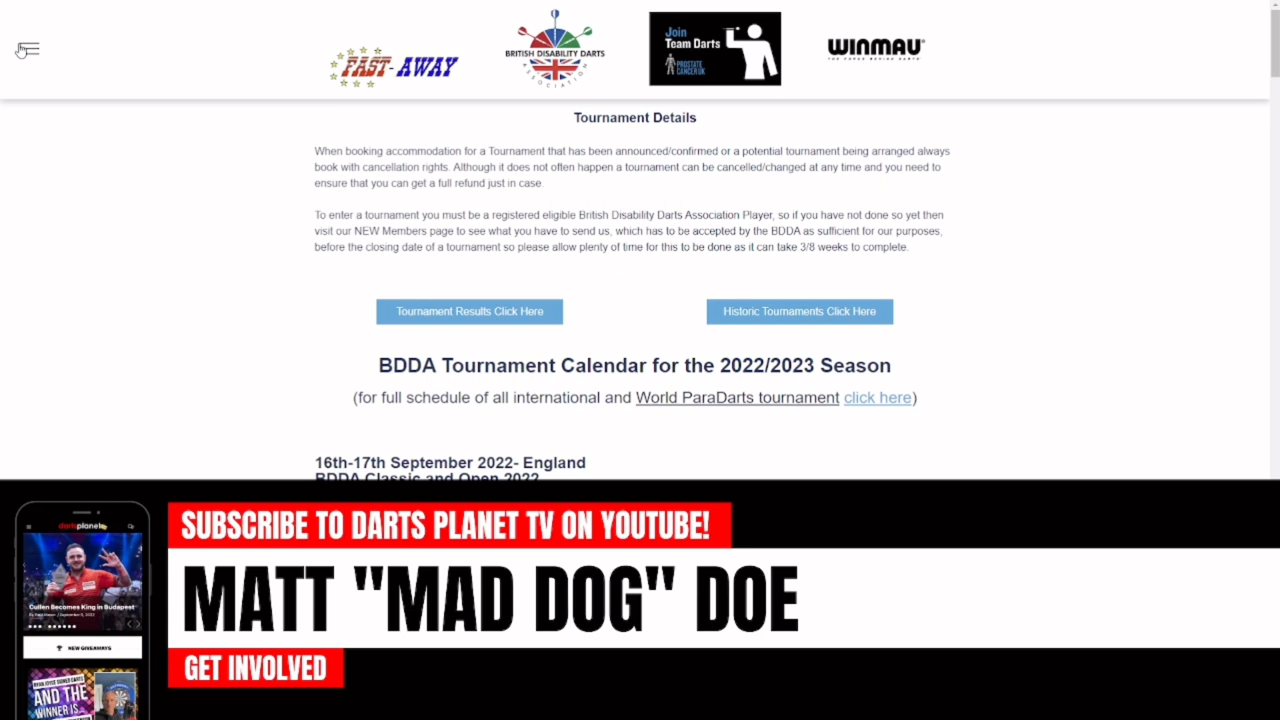 FAST-AWAY
BRITISH DISABILITY DARTS
ASSOCIATION
Join
Team Darts
PROSTATE
CANCER UK
WINMAU
THE FORCE BEHIND DARTS
Tournament Details
When booking accommodation for a Tournament that has been announced/confirmed or a potential tournament being arranged always
book with cancellation rights. Although it does not often happen a tournament can be cancelled/changed at any time and you need to
ensure that you can get a full refund just in case.
To enter a tournament you must be a registered eligible British Disability Darts Association Player, so if you have not done so yet then
visit our NEW Members page to see what you have to send us, which has to be accepted by the BDDA as sufficient for our purposes,
before the closing date of a tournament so please allow plenty of time for this to be done as it can take 3/8 weeks to complete.
Tournament Results Click Here
Historic Tournaments Click Here
BDDA Tournament Calendar for the 2022/2023 Season
(for full schedule of all international and World ParaDarts tournament click here)
16th-17th September 2022- England
BDDA Classic and Open 2022
SUBSCRIBE TO DARTS PLANET TV ON YOUTUBE!
MATT "MAD DOG" DOE
GET INVOLVED
dartsplanet
Cullen Becomes King in Budapest
NEW GIVEAWAYS
AND THE
WINNER IS...